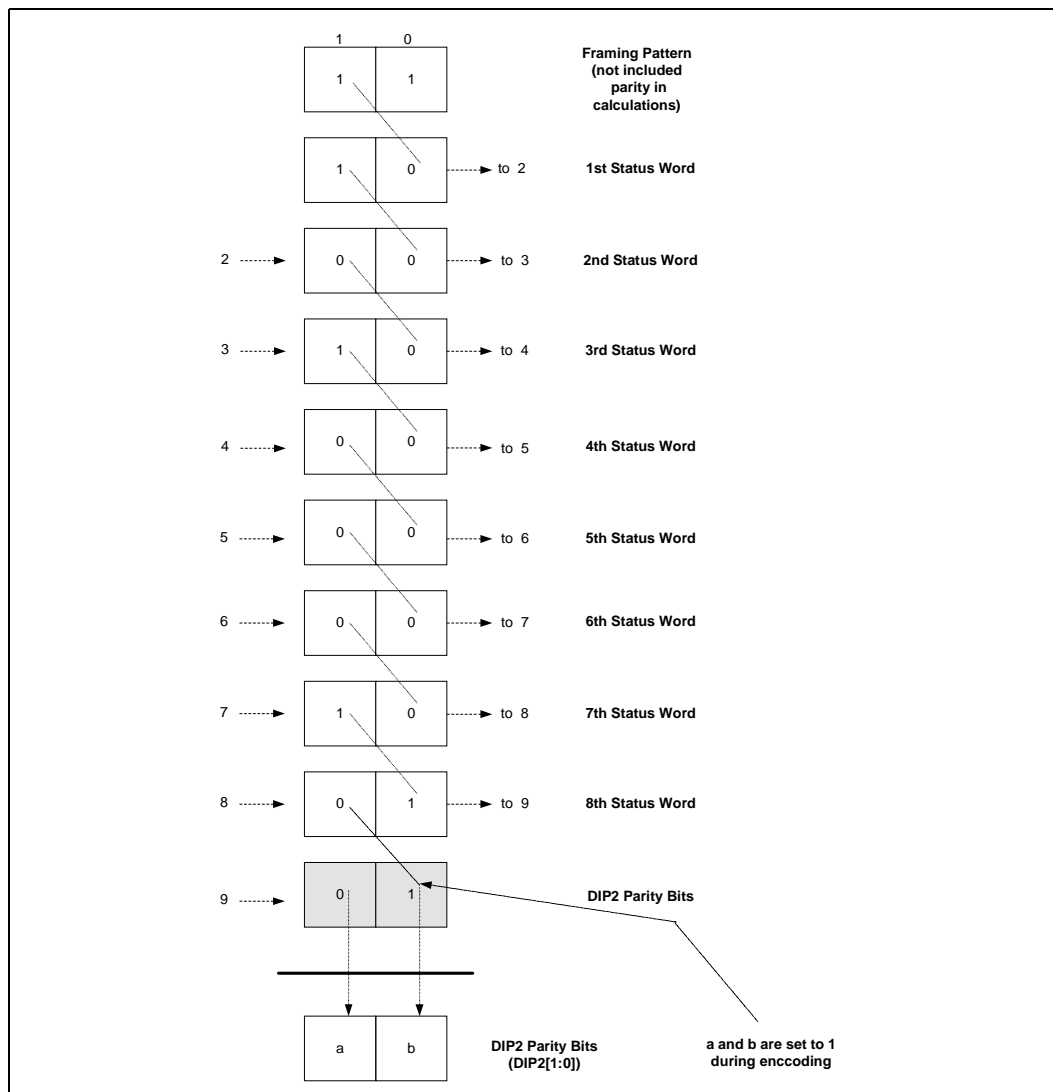 1 0
Framing Pattern
(not included
parity in
calculations)
1 1
1 0 to 2 1st Status Word
2 0 0 to 3 2nd Status Word
3 1 0 to 4 3rd Status Word
4 0 0 to 5 4th Status Word
5 0 0 to 6 5th Status Word
6 0 0 to 7 6th Status Word
7 1 0 to 8 7th Status Word
8 0 1 to 9 8th Status Word
9 0 1 DIP2 Parity Bits
a b
DIP2 Parity Bits
(DIP2[1:0])
a and b are set to 1
during enccoding